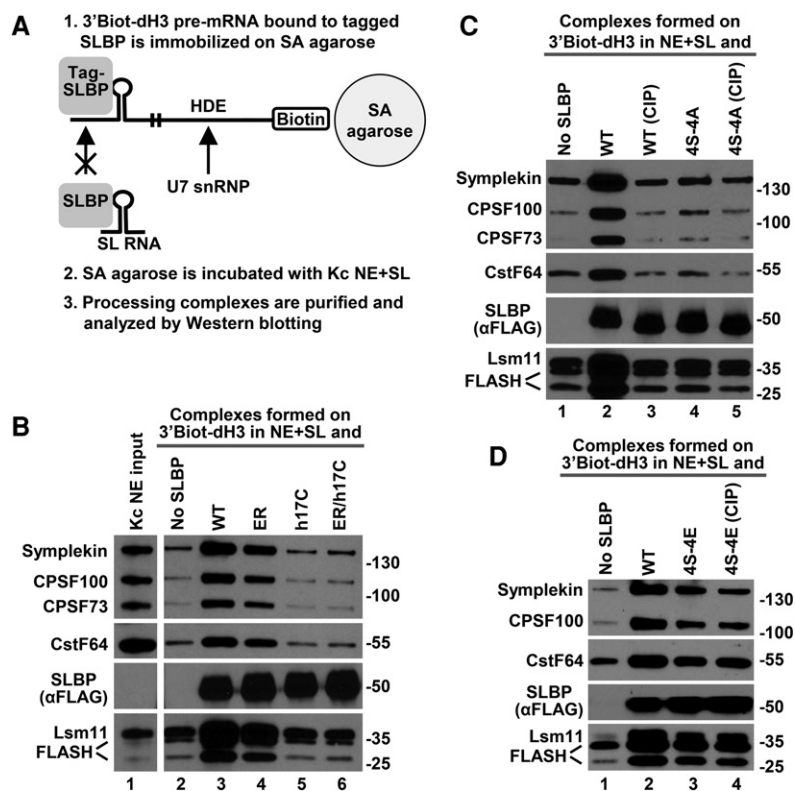 A
1. 3'Biot-dH3 pre-mRNA bound to tagged
SLBP is immobilized on SA agarose
Tag-
SLBP
HDE
Biotin
SA
agarose
U7 snRNP
SLBP
SL RNA
2. SA agarose is incubated with Kc NE+SL
3. Processing complexes are purified and
analyzed by Western blotting
B
Complexes formed on
3'Biot-dH3 in NE+SL and
Kc NE input
No SLBP
WT
ER
h17C
ER/h17C
Symplekin
-130
CPSF100
-100
CPSF73
CstF64
-55
SLBP
(αFLAG)
-50
Lsm11
-35
FLASH
-25
1 2 3 4 5 6
C
Complexes formed on
3'Biot-dH3 in NE+SL and
No SLBP
WT
WT (CIP)
4S-4A
4S-4A (CIP)
Symplekin
-130
CPSF100
-100
CPSF73
CstF64
-55
SLBP
(αFLAG)
-50
Lsm11
-35
FLASH
-25
1 2 3 4 5
D
Complexes formed on
3'Biot-dH3 in NE+SL and
No SLBP
WT
4S-4E
4S-4E (CIP)
Symplekin
-130
CPSF100
-100
CstF64
-55
SLBP
(αFLAG)
-50
Lsm11
-35
FLASH
-25
1 2 3 4